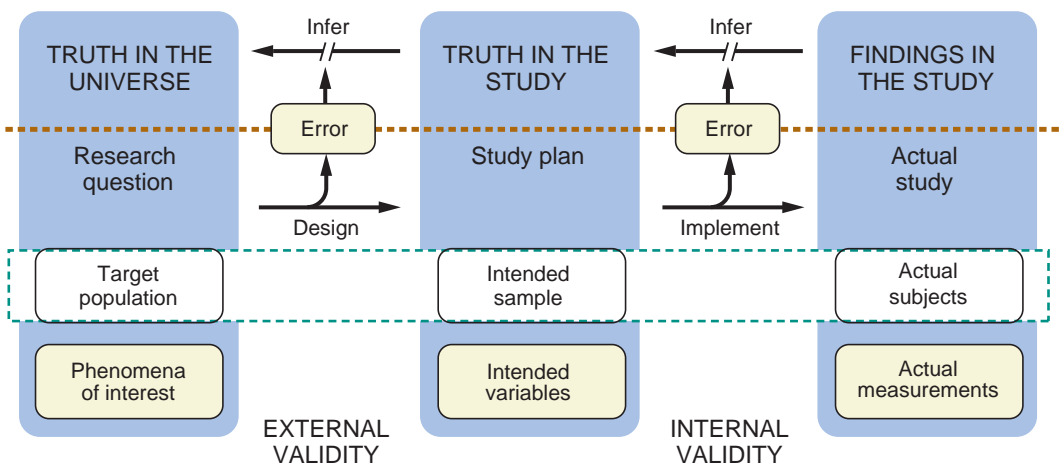 Infer
Infer
TRUTH IN THE
UNIVERSE
TRUTH IN THE
STUDY
FINDINGS IN
THE STUDY
Error
Error
Research
question
Study plan
Actual
study
Design
Implement
Target
population
Intended
sample
Actual
subjects
Phenomena
of interest
Intended
variables
Actual
measurements
EXTERNAL
VALIDITY
INTERNAL
VALIDITY